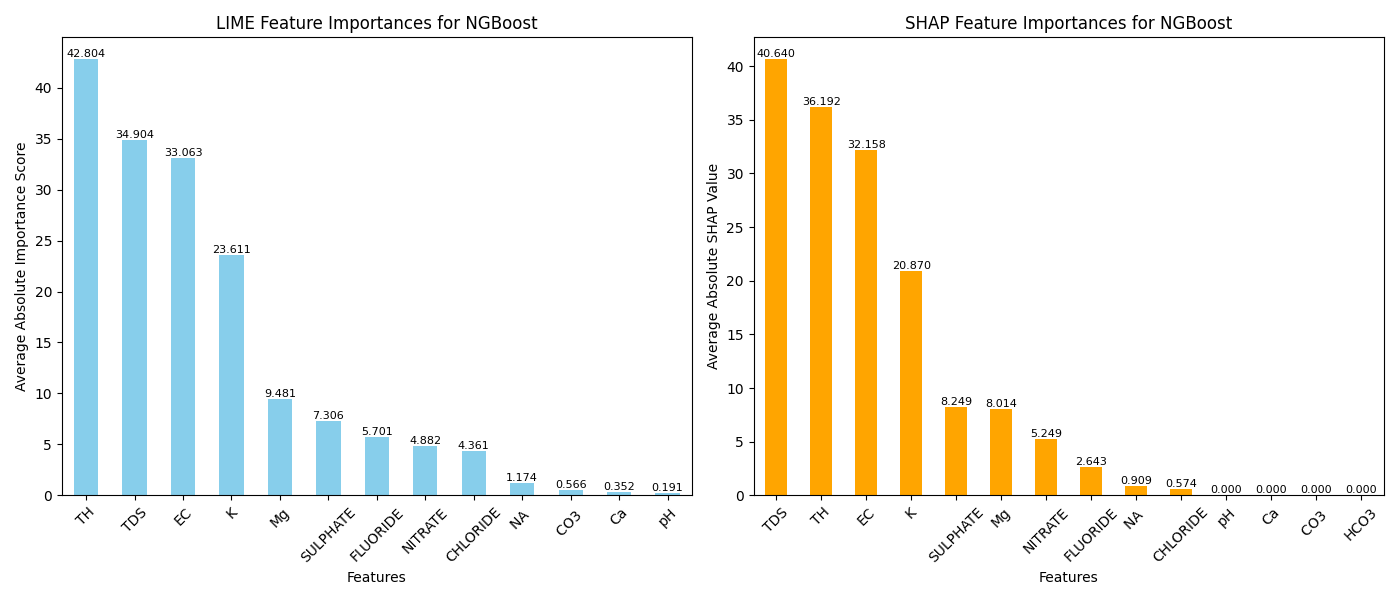 LIME Feature Importances for NGBoost
Average Absolute Importance Score
40
35
30
25
20
15
10
5
0
42.804
34.904
33.063
23.611
9.481
7.306
5.701
4.882
4.361
1.174
0.566
0.352
0.191
TH
TDS
EC
K
Mg
SULPHATE
FLUORIDE
NITRATE
CHLORIDE
NA
CO3
Ca
pH
Features
SHAP Feature Importances for NGBoost
Average Absolute SHAP Value
40
35
30
25
20
15
10
5
0
40.640
36.192
32.158
20.870
8.249
8.014
5.249
2.643
0.909
0.574
0.000
0.000
0.000
0.000
TDS
TH
EC
K
SULPHATE
Mg
NITRATE
FLUORIDE
NA
CHLORIDE
pH
Ca
CO3
HCO3
Features